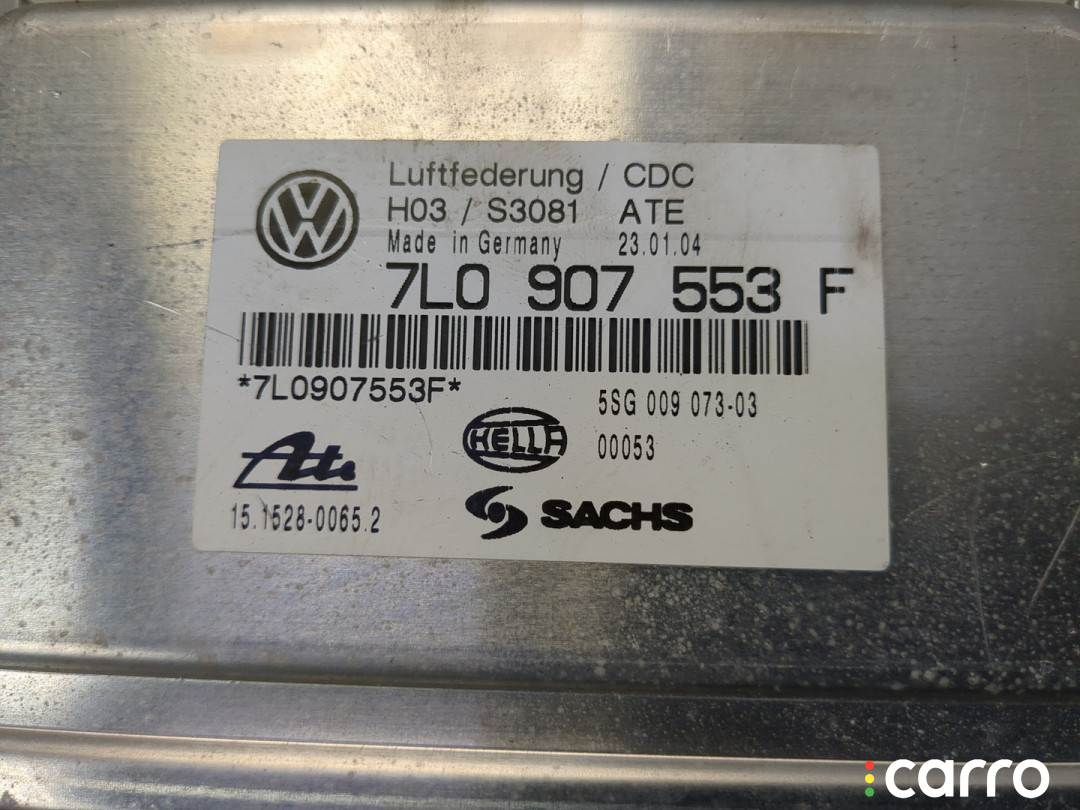 Luftfederung / CDC
H03 / S3081 ATE
Made in Germany 23.01.04
7L0 907 553 F
*7L0907553F*
5SG 009 073-03
HELLA
00053
Ate
15.1528-0065.2
SACHS
carro